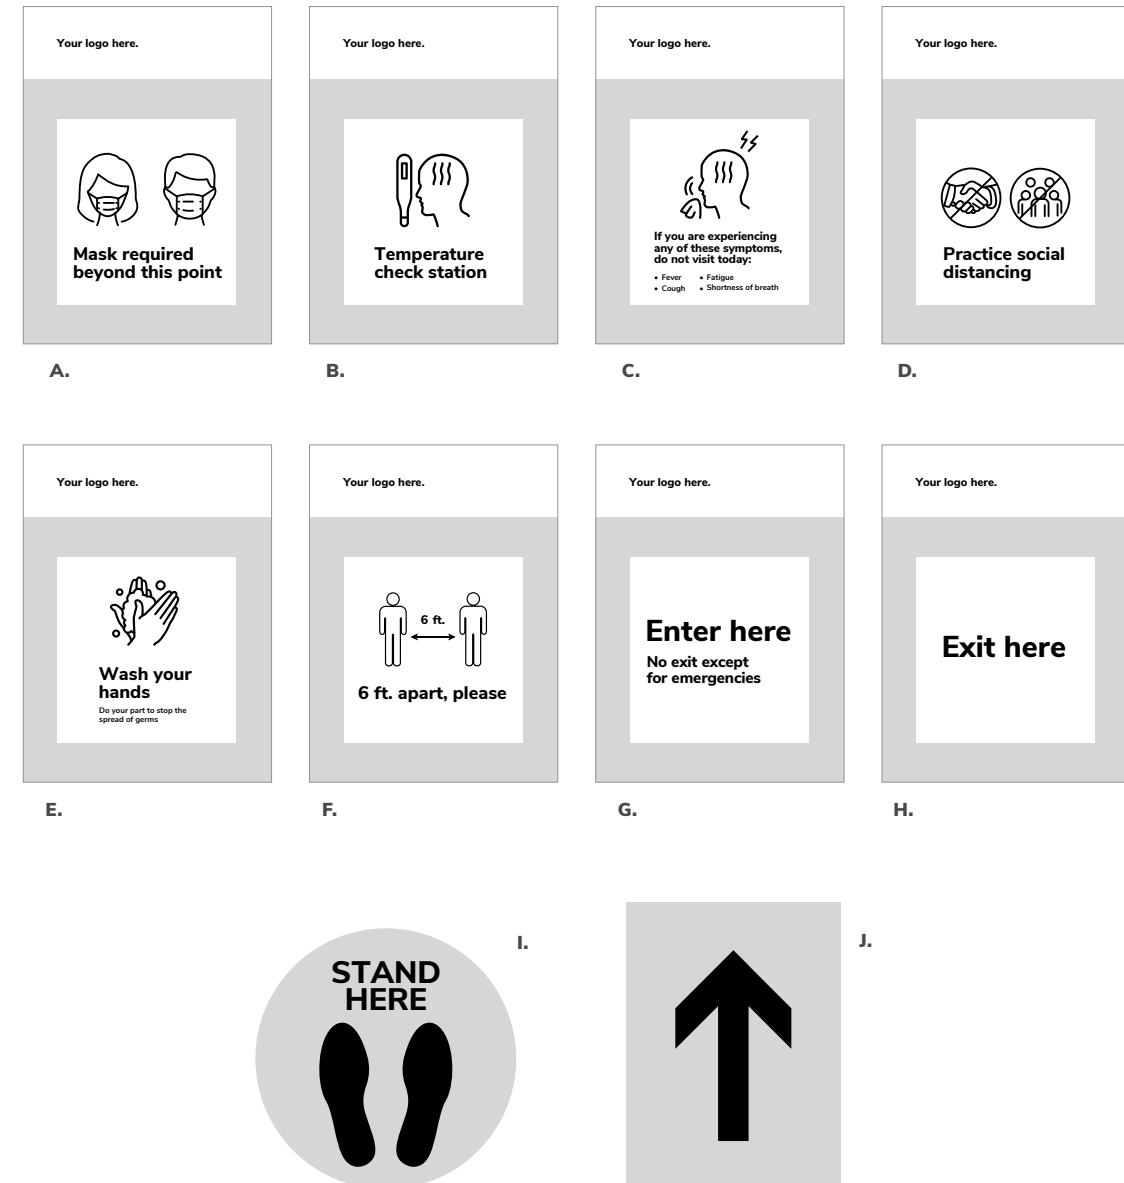 Your logo here.
Your logo here.
Your logo here.
Your logo here.
Mask required
beyond this point
Temperature
check station
If you are experiencing
any of these symptoms,
do not visit today:
• Fever
• Fatigue
• Cough
• Shortness of breath
Practice social
distancing
A.
B.
C.
D.
Your logo here.
Your logo here.
Your logo here.
Your logo here.
Wash your
hands
Do your part to stop the
spread of germs
6 ft.
6 ft. apart, please
Enter here
No exit except
for emergencies
Exit here
E.
F.
G.
H.
STAND
HERE
I.
J.